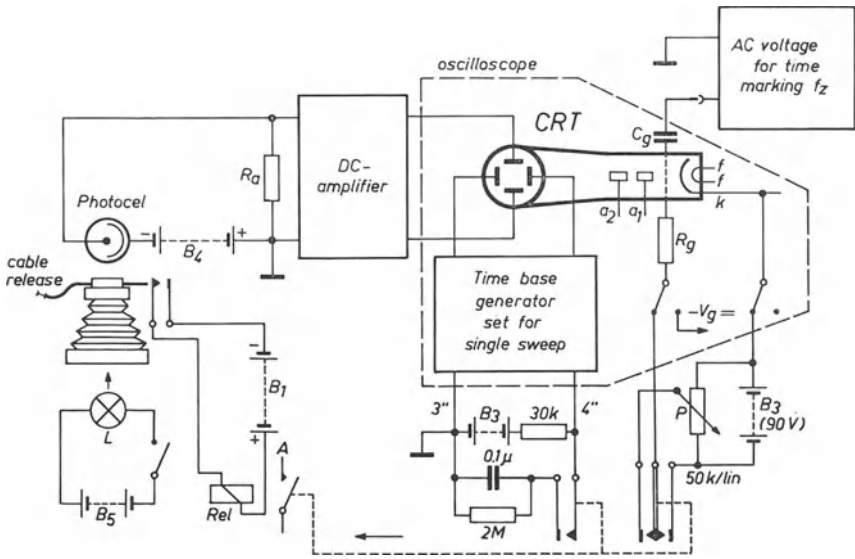 AC voltage
for time
marking fz
oscilloscope
CRT
Cg
DC-
amplifier
Ra
Photocel
-
+
B4
cable
release
f
f
k
a2
a1
Rg
-Vg =
Time base
generator
set for
single sweep
-
B1
+
L
B5
Rel
A
3"
4"
B3
30k
0,1µ
2M
P
B3
(90V)
50k/lin